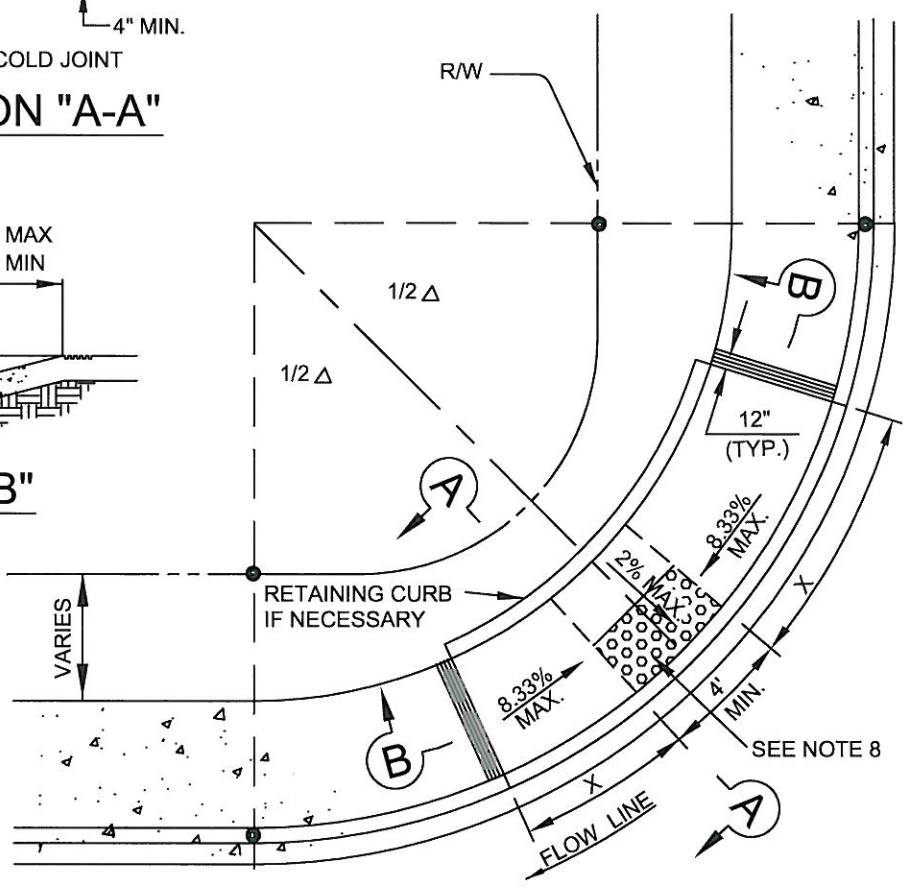 4" MIN.
COLD JOINT
ON "A-A"
R/W
MAX
MIN
1/2 Δ
1/2 Δ
B
12"
(TYP.)
B"
A
8.33%
MAX.
2% MAX.
X
RETAINING CURB
IF NECESSARY
VARIES
8.33%
MAX.
4'
MIN.
SEE NOTE 8
B
X
A
FLOW LINE